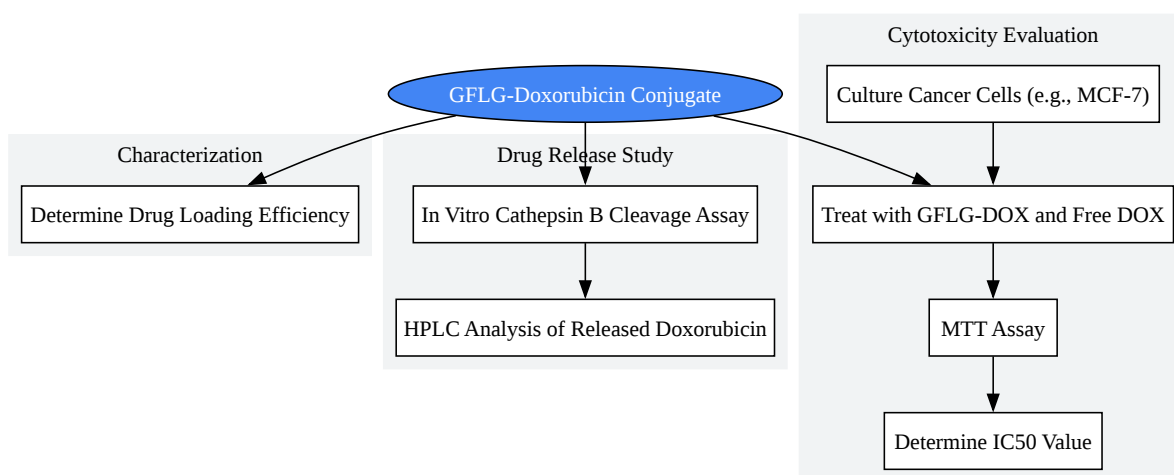 Cytotoxicity Evaluation
GFLG-Doxorubicin Conjugate
Culture Cancer Cells (e.g., MCF-7)
Characterization
Drug Release Study
Determine Drug Loading Efficiency
In Vitro Cathepsin B Cleavage Assay
Treat with GFLG-DOX and Free DOX
HPLC Analysis of Released Doxorubicin
MTT Assay
Determine IC50 Value